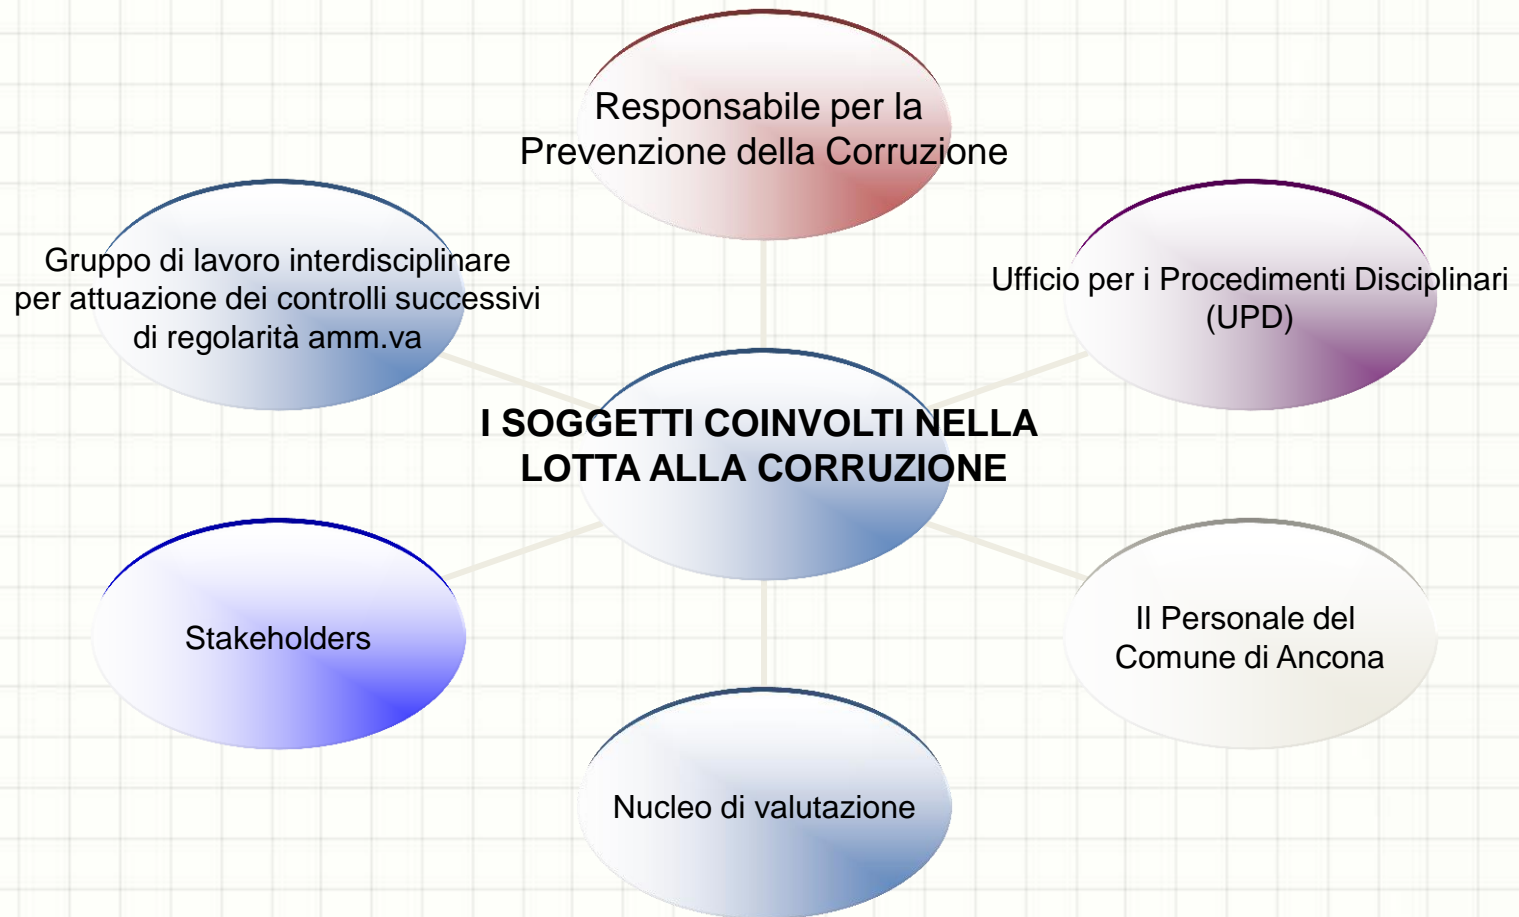 Responsabile per la
Prevenzione della Corruzione
Gruppo di lavoro interdisciplinare
per attuazione dei controlli successivi
di regolarità amm.va
Ufficio per i Procedimenti Disciplinari
(UPD)
I SOGGETTI COINVOLTI NELLA
LOTTA ALLA CORRUZIONE
Stakeholders
Il Personale del
Comune di Ancona
Nucleo di valutazione